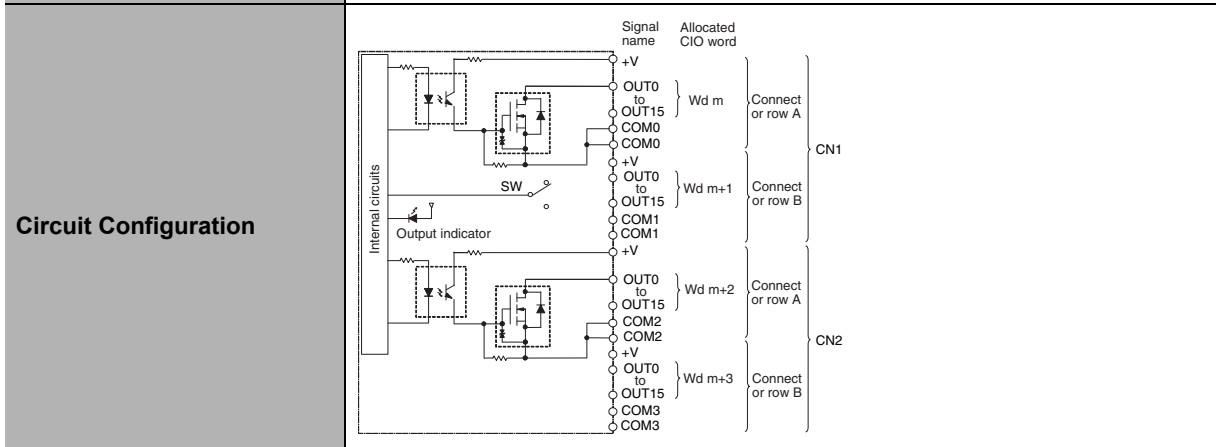 Circuit Configuration
Signal name
Allocated CIO word
Internal circuits
SW
Output indicator
+V
OUT0
to
OUT15
COM0
COM0
Wd m
Connect
or row A
+V
OUT0
to
OUT15
COM1
COM1
Wd m+1
Connect
or row B
CN1
+V
OUT0
to
OUT15
COM2
COM2
Wd m+2
Connect
or row A
+V
OUT0
to
OUT15
COM3
COM3
Wd m+3
Connect
or row B
CN2